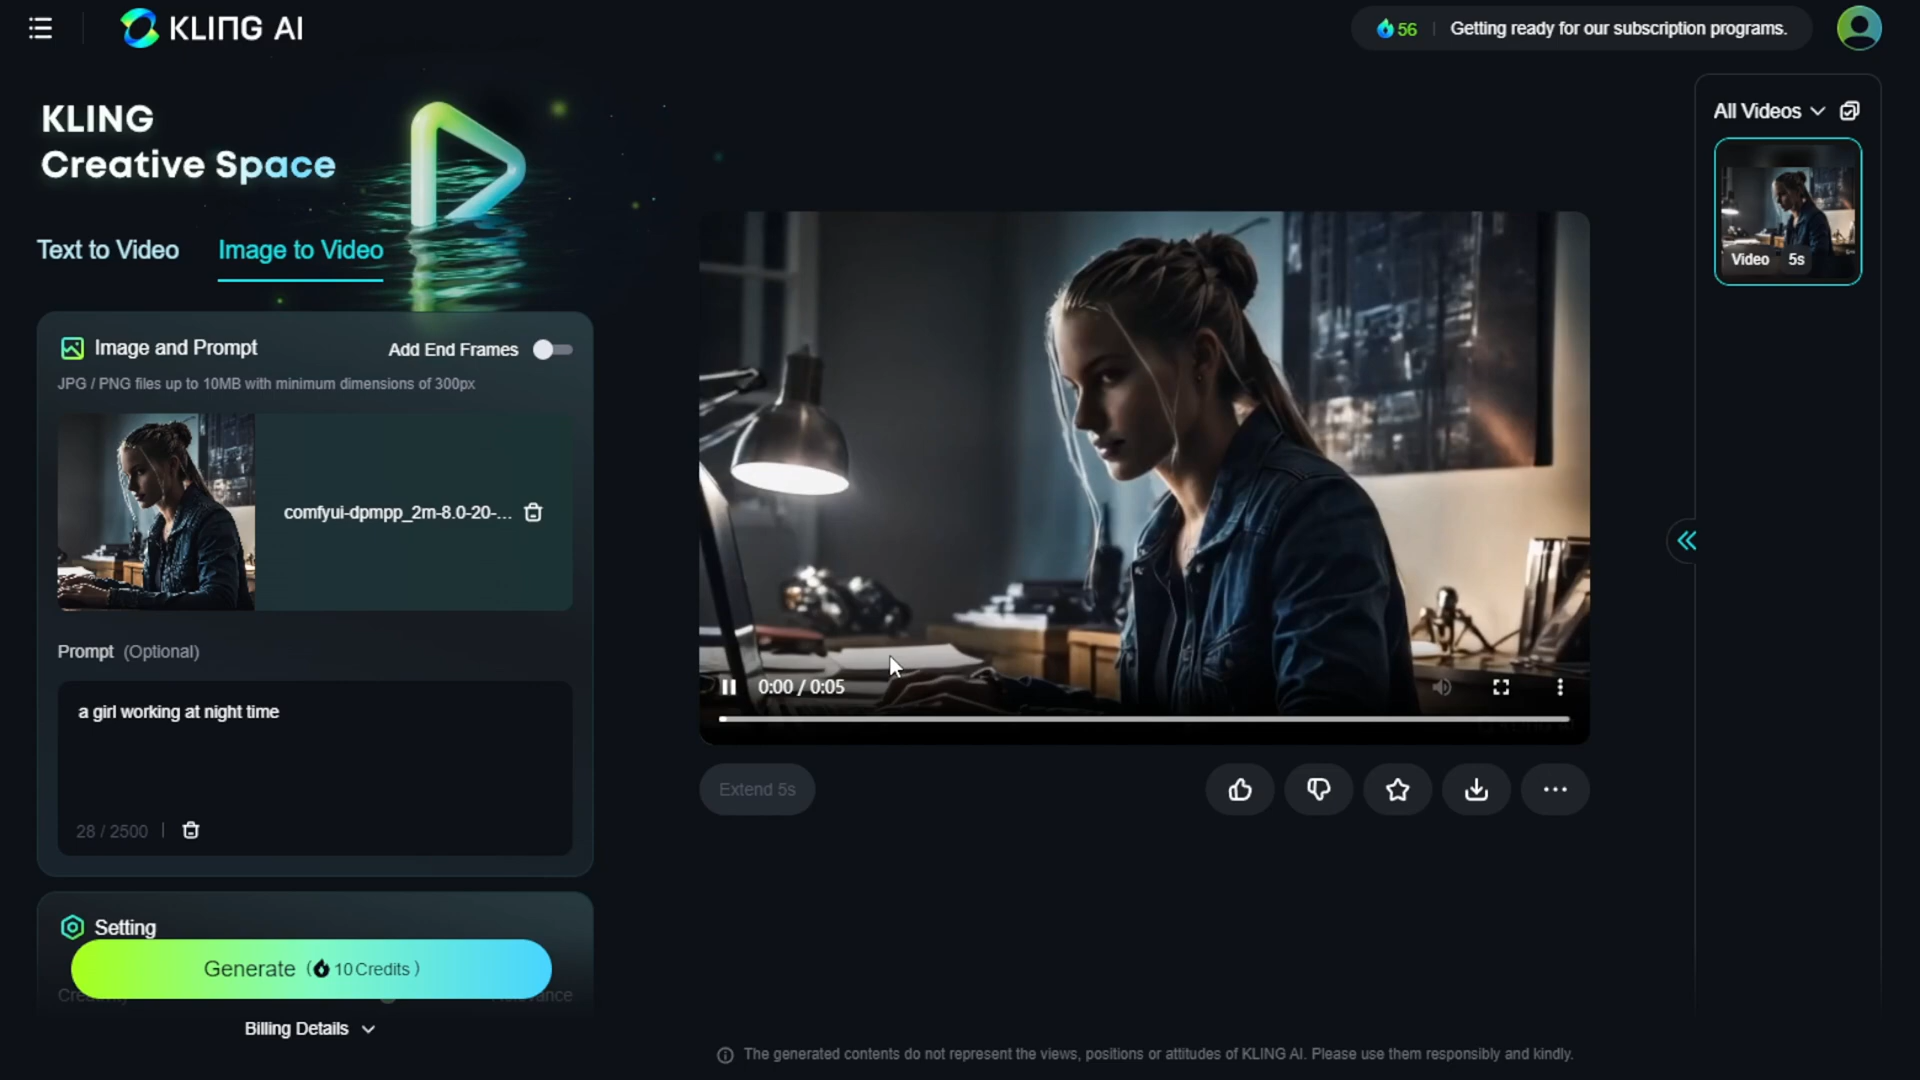 KLING AI
56
Getting ready for our subscription programs.
KLING
Creative Space
All Videos
Text to Video
Image to Video
Video 5s
Image and Prompt
Add End Frames
JPG / PNG files up to 10MB with minimum dimensions of 300px
comfyui-dpmpp_2m-8.0-20-...
Prompt (Optional)
0:00 / 0:05
a girl working at night time
Extend 5s
28 / 2500
Setting
Generate ( 10 Credits )
Billing Details
The generated contents do not represent the views, positions or attitudes of KLING AI. Please use them responsibly and kindly.